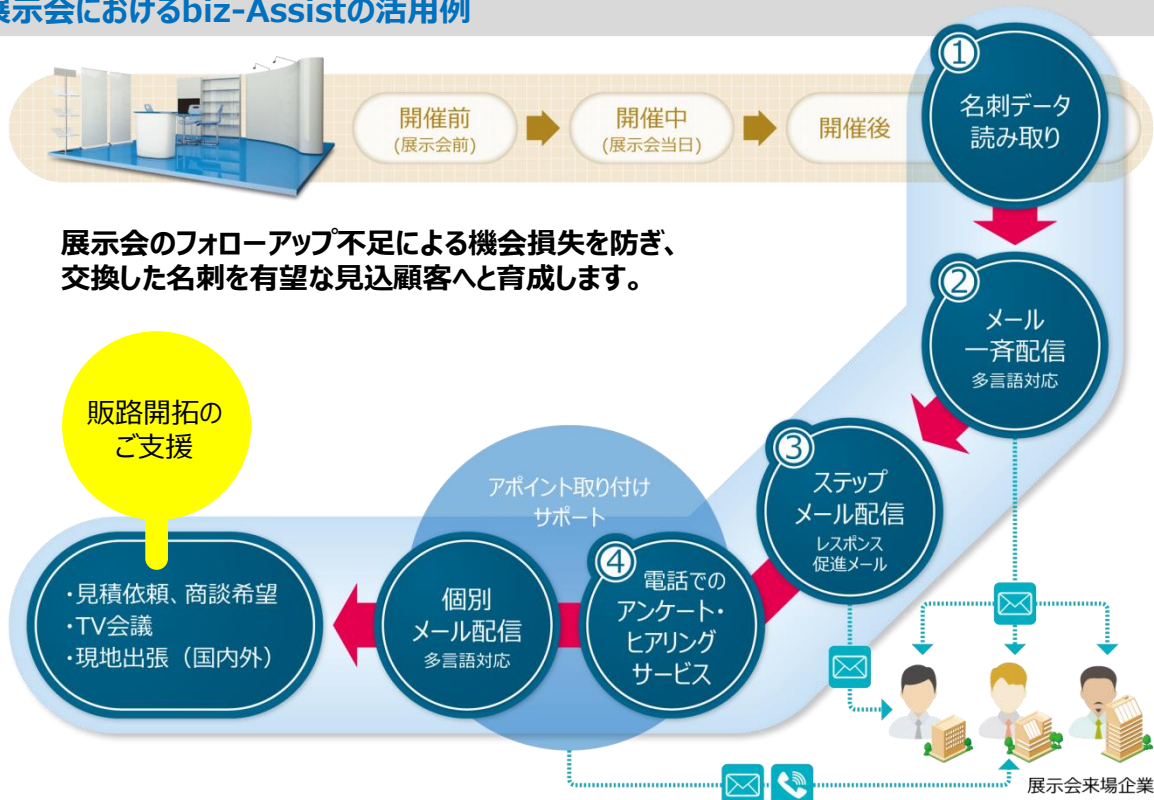 展示会におけるbiz-Assistの活用例
開催前
(展示会前)
開催中
(展示会当日)
開催後
①
名刺データ
読み取り
展示会のフォローアップ不足による機会損失を防ぎ、
交換した名刺を有望な見込顧客へと育成します。
②
メール
一斉配信
多言語対応
③
ステップ
メール配信
レスポンス
促進メール
アポイント取り付け
サポート
④
電話での
アンケート・
ヒアリング
サービス
個別
メール配信
多言語対応
販路開拓の
ご支援
・見積依頼、商談希望
・TV会議
・現地出張（国内外）
展示会来場企業